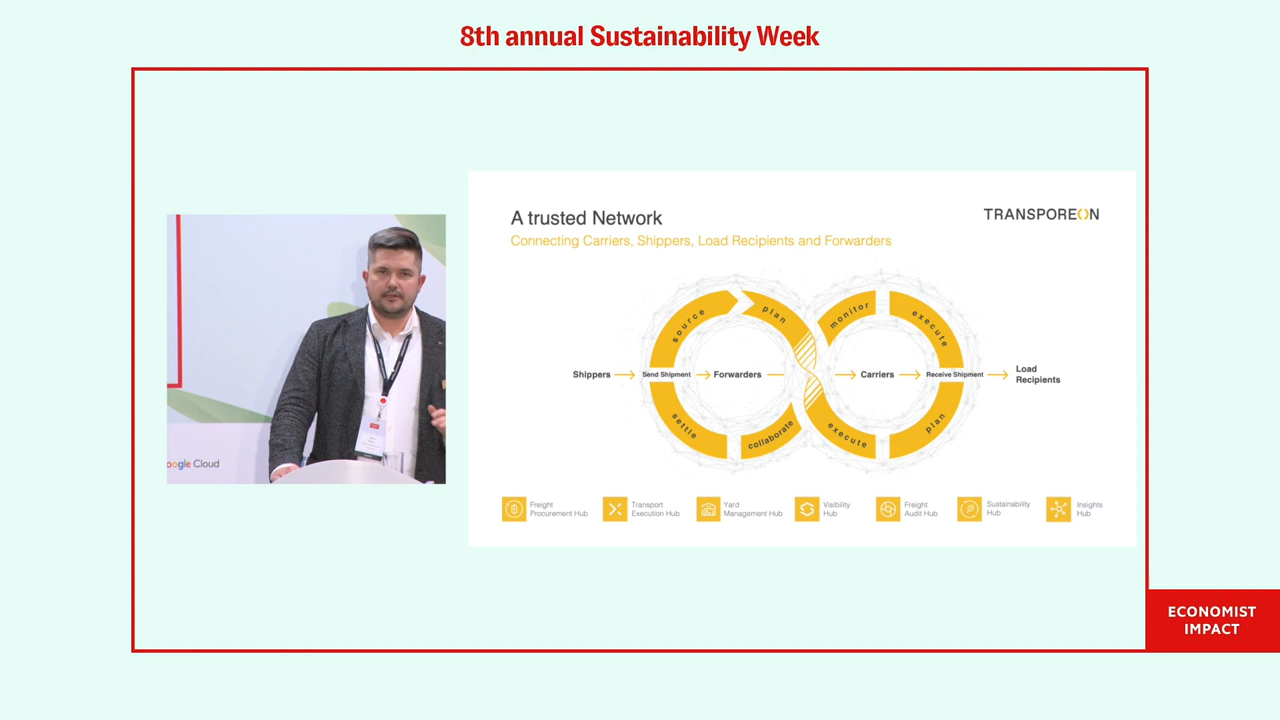 8th annual Sustainability Week
A trusted Network
TRANSPOREON
Connecting Carriers, Shippers, Load Recipients and Forwarders
source
plan
monitor
execute
Shippers
Send Shipment
Forwarders
Carriers
Receive Shipment
Load
Recipients
settle
collaborate
execute
plan
Freight
Procurement Hub
Transport
Execution Hub
Yard
Management Hub
Visibility
Hub
Freight
Audit Hub
Sustainability
Hub
Insights
Hub
oogle Cloud
ECONOMIST
IMPACT